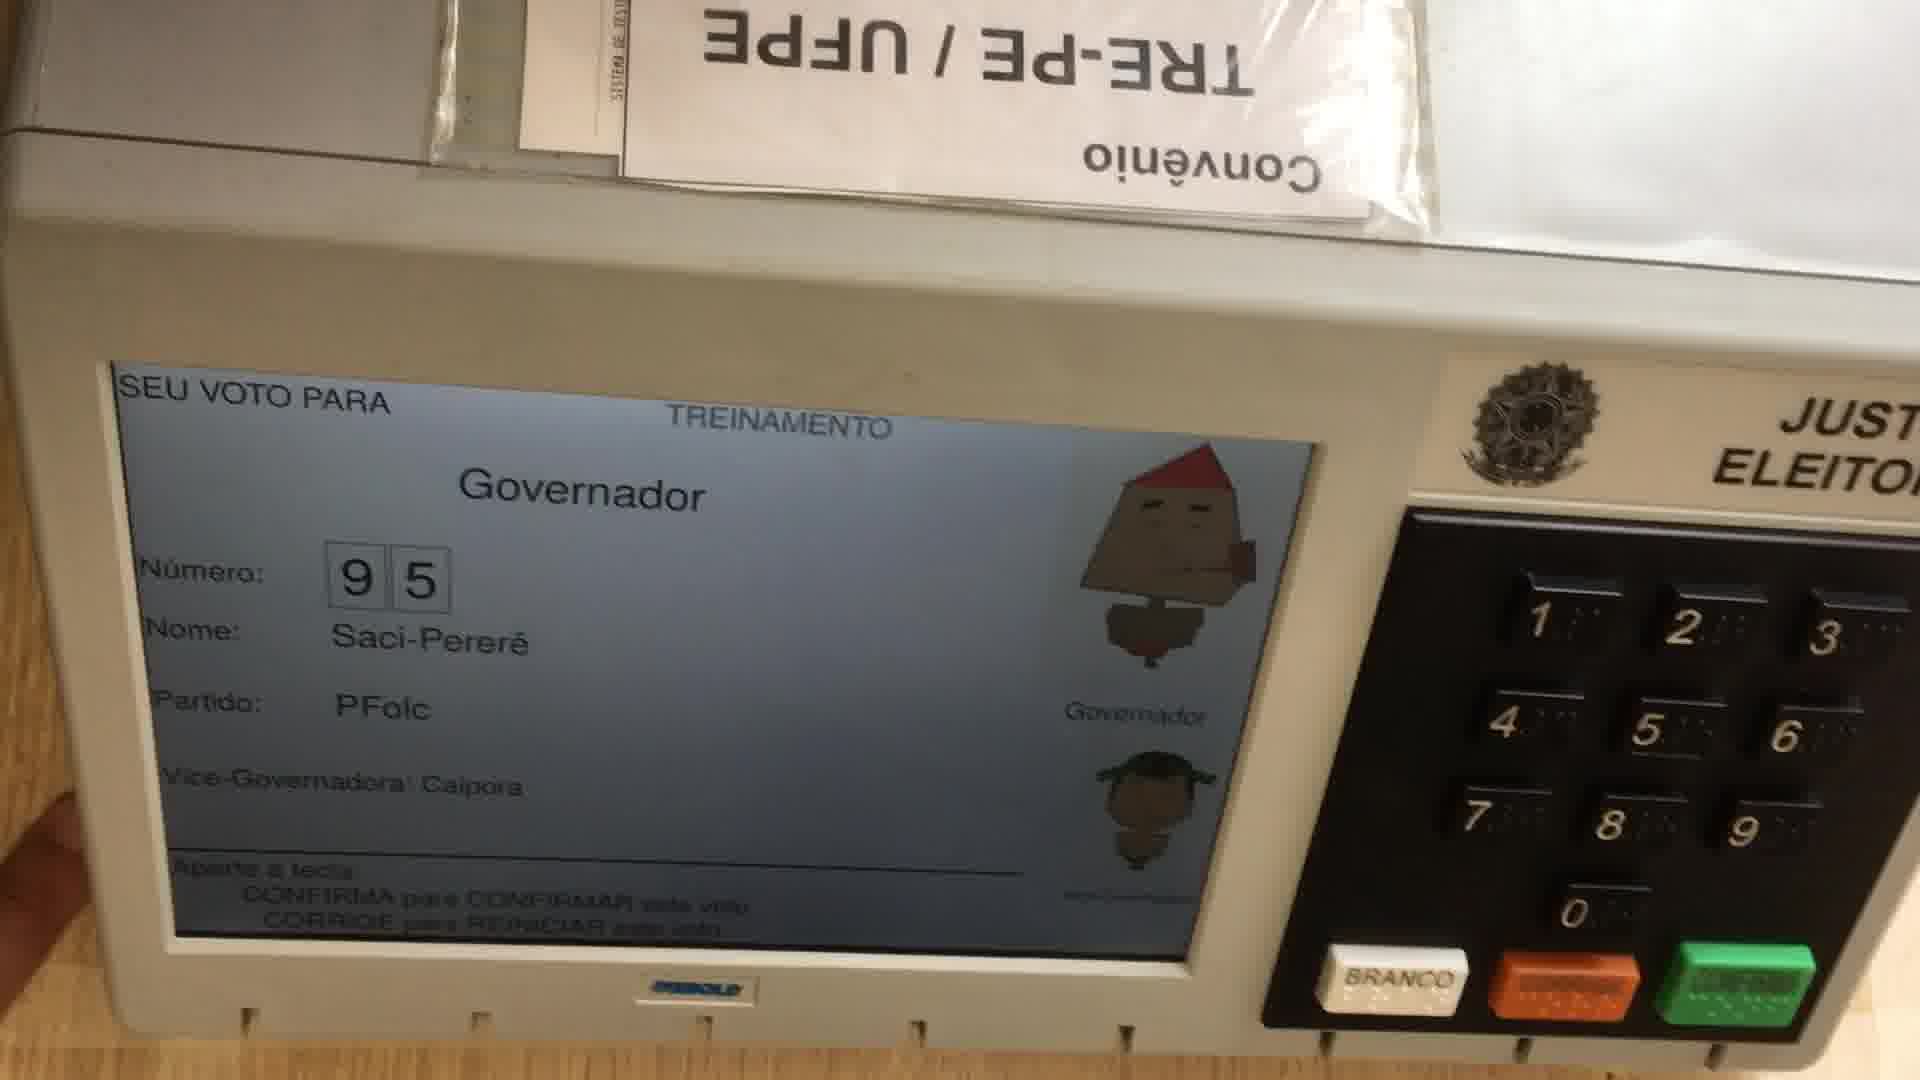 TRE-PE / UFPE
Convênio
SEU VOTO PARA
TREINAMENTO
Governador
Número: 9 5
Nome: Saci-Pererê
Partido: PFolc
Vice-Governadora: Caipora
Governador
Aperte a tecla:
CONFIRMA para CONFIRMAR este voto
CORRIGE para REINICIAR este voto
DIEBOLD
JUST
ELEITO
1 2 3
4 5 6
7 8 9
0
BRANCO